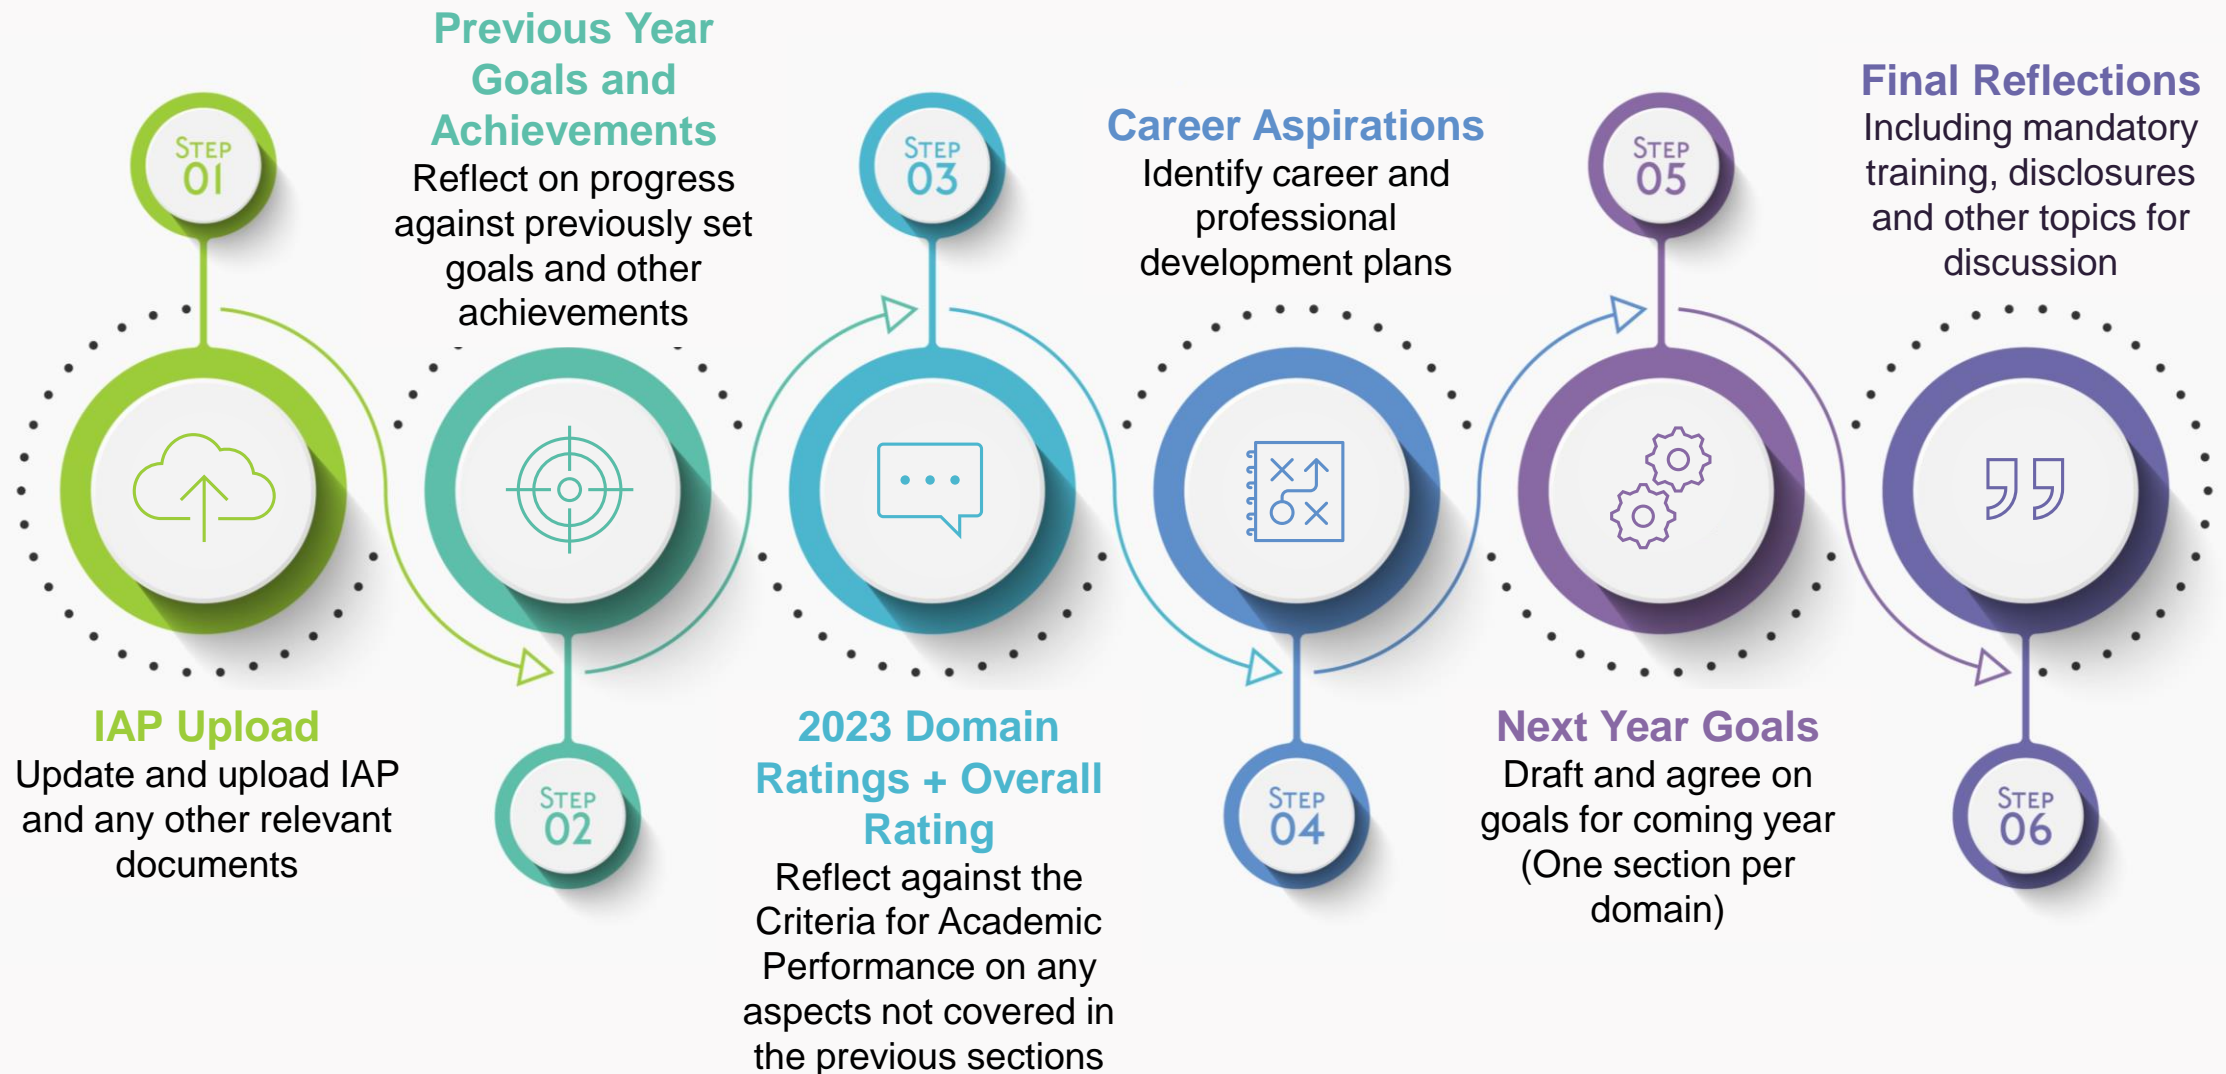 STEP
01
IAP Upload
Update and upload IAP
and any other relevant
documents
Previous Year
Goals and
Achievements
Reflect on progress
against previously set
goals and other
achievements
STEP
02
STEP
03
2023 Domain
Ratings + Overall
Rating
Reflect against the
Criteria for Academic
Performance on any
aspects not covered in
the previous sections
Career Aspirations
Identify career and
professional
development plans
STEP
04
STEP
05
Next Year Goals
Draft and agree on
goals for coming year
(One section per
domain)
Final Reflections
Including mandatory
training, disclosures
and other topics for
discussion
STEP
06